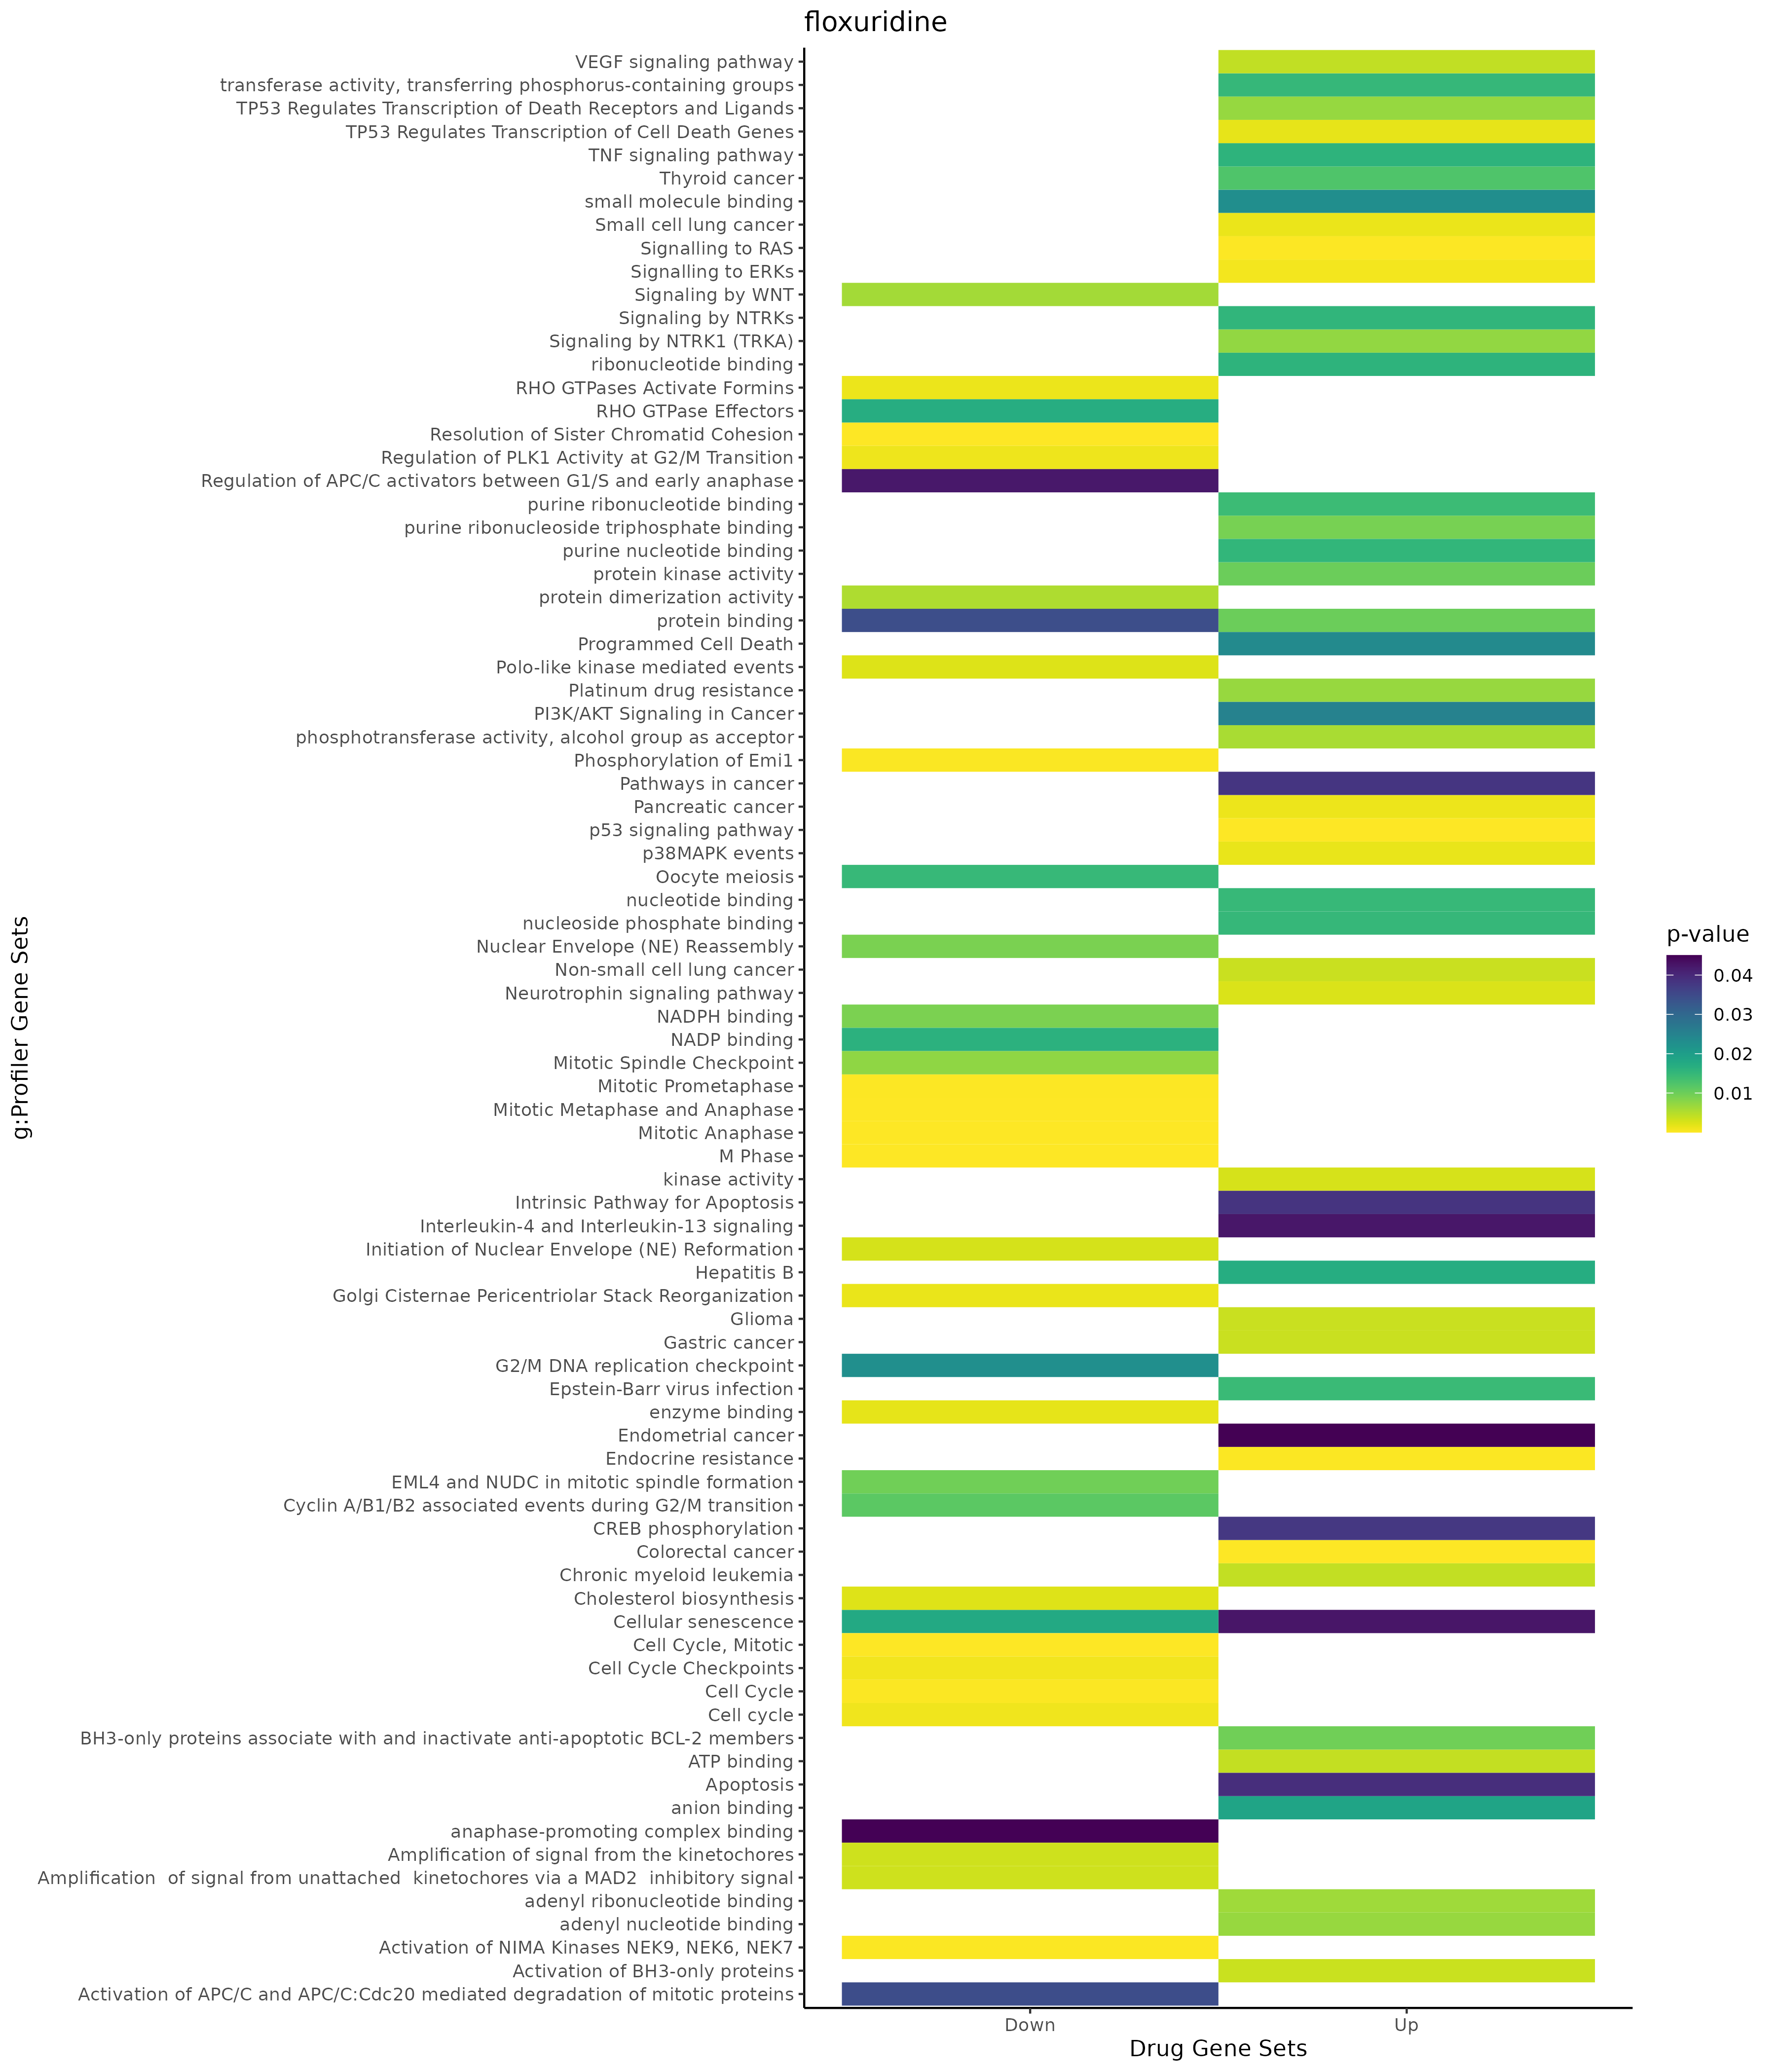 floxuridine
VEGF signaling pathway
transferase activity, transferring phosphorus-containing groups
TP53 Regulates Transcription of Death Receptors and Ligands
TP53 Regulates Transcription of Cell Death Genes
TNF signaling pathway
Thyroid cancer
small molecule binding
Small cell lung cancer
Signalling to RAS
Signalling to ERKs
Signaling by WNT
Signaling by NTRKs
Signaling by NTRK1 (TRKA)
ribonucleotide binding
RHO GTPases Activate Formins
RHO GTPase Effectors
Resolution of Sister Chromatid Cohesion
Regulation of PLK1 Activity at G2/M Transition
Regulation of APC/C activators between G1/S and early anaphase
purine ribonucleotide binding
purine ribonucleoside triphosphate binding
purine nucleotide binding
protein kinase activity
protein dimerization activity
protein binding
Programmed Cell Death
Polo-like kinase mediated events
Platinum drug resistance
PI3K/AKT Signaling in Cancer
phosphotransferase activity, alcohol group as acceptor
Phosphorylation of Emi1
Pathways in cancer
Pancreatic cancer
p53 signaling pathway
p38MAPK events
Oocyte meiosis
nucleotide binding
nucleoside phosphate binding
Nuclear Envelope (NE) Reassembly
Non-small cell lung cancer
Neurotrophin signaling pathway
NADPH binding
NADP binding
Mitotic Spindle Checkpoint
Mitotic Prometaphase
Mitotic Metaphase and Anaphase
Mitotic Anaphase
M Phase
kinase activity
Intrinsic Pathway for Apoptosis
Interleukin-4 and Interleukin-13 signaling
Initiation of Nuclear Envelope (NE) Reformation
Hepatitis B
Golgi Cisternae Pericentriolar Stack Reorganization
Glioma
Gastric cancer
G2/M DNA replication checkpoint
Epstein-Barr virus infection
enzyme binding
Endometrial cancer
Endocrine resistance
EML4 and NUDC in mitotic spindle formation
Cyclin A/B1/B2 associated events during G2/M transition
CREB phosphorylation
Colorectal cancer
Chronic myeloid leukemia
Cholesterol biosynthesis
Cellular senescence
Cell Cycle, Mitotic
Cell Cycle Checkpoints
Cell Cycle
Cell cycle
BH3-only proteins associate with and inactivate anti-apoptotic BCL-2 members
ATP binding
Apoptosis
anion binding
anaphase-promoting complex binding
Amplification of signal from the kinetochores
Amplification  of signal from unattached  kinetochores via a MAD2  inhibitory signal
adenyl ribonucleotide binding
adenyl nucleotide binding
Activation of NIMA Kinases NEK9, NEK6, NEK7
Activation of BH3-only proteins
Activation of APC/C and APC/C:Cdc20 mediated degradation of mitotic proteins
g:Profiler Gene Sets
Down
Up
Drug Gene Sets
p-value
0.04
0.03
0.02
0.01